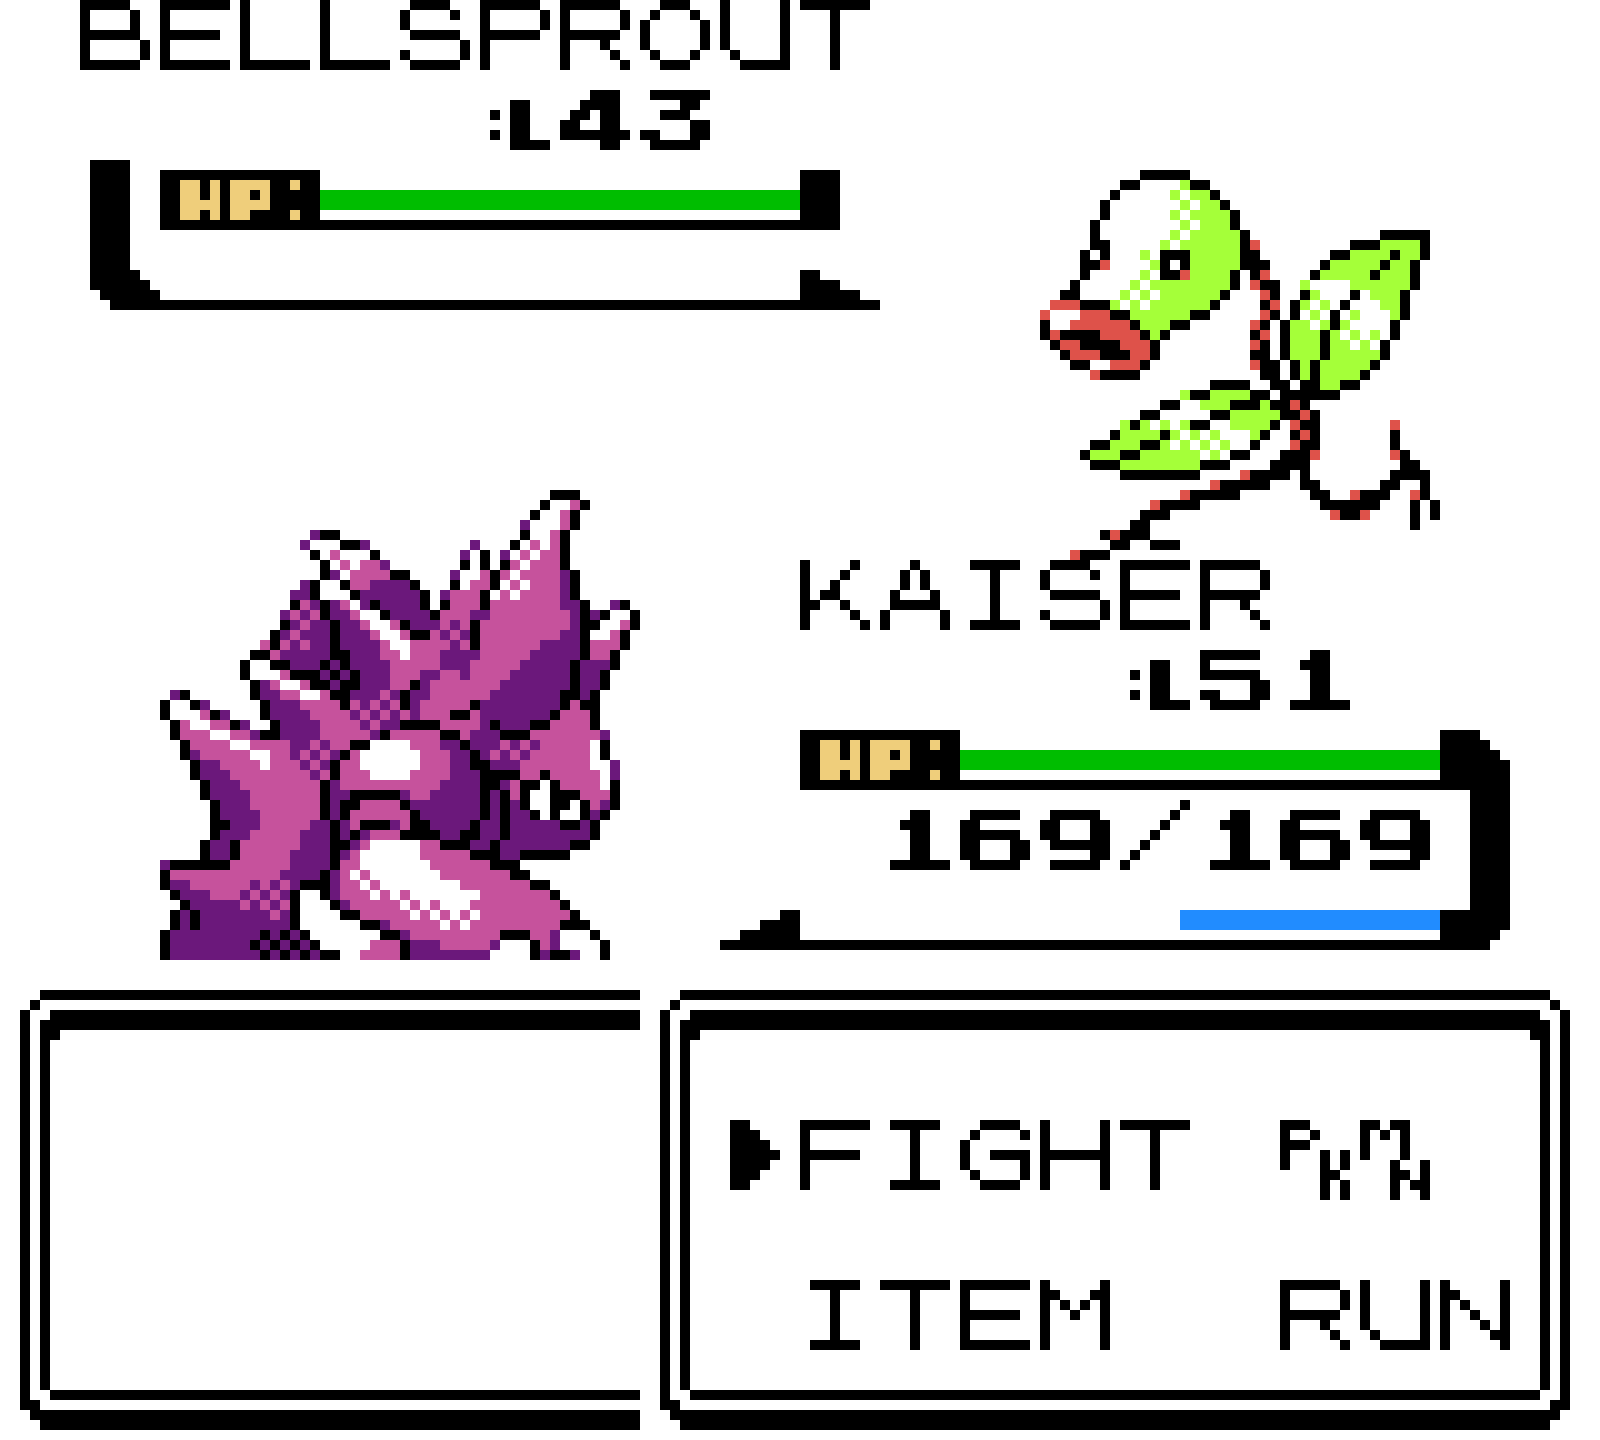 BELLSPROUT
:L43
HP:
KAISER
:L51
HP:
169/169
▶FIGHT PKMN
ITEM RUN